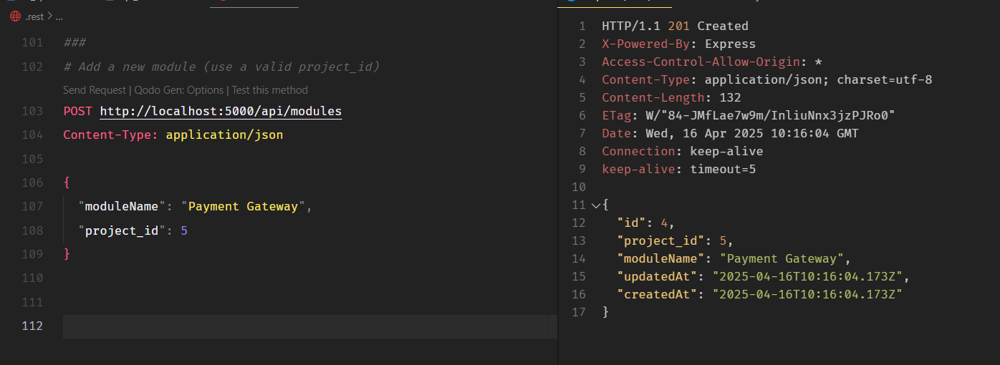 .rest > ...
101 ###
102 # Add a new module (use a valid project_id)
Send Request | Qodo Gen: Options | Test this method
103 POST http://localhost:5000/api/modules
104 Content-Type: application/json
105
106 {
107 "moduleName": "Payment Gateway",
108 "project_id": 5
109 }
110
111
112
1 HTTP/1.1 201 Created
2 X-Powered-By: Express
3 Access-Control-Allow-Origin: *
4 Content-Type: application/json; charset=utf-8
5 Content-Length: 132
6 ETag: W/"84-JMfLae7w9m/InliuNnx3jzPJRo0"
7 Date: Wed, 16 Apr 2025 10:16:04 GMT
8 Connection: keep-alive
9 keep-alive: timeout=5
10
11 {
12 "id": 4,
13 "project_id": 5,
14 "moduleName": "Payment Gateway",
15 "updatedAt": "2025-04-16T10:16:04.173Z",
16 "createdAt": "2025-04-16T10:16:04.173Z"
17 }